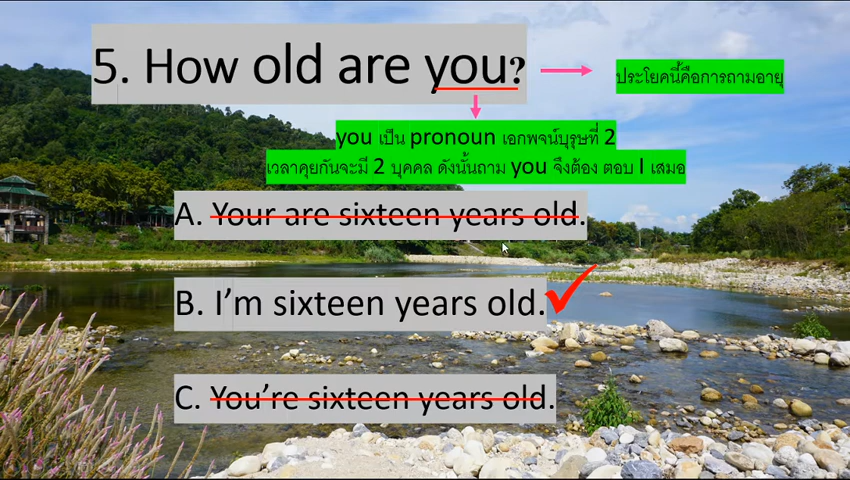 5. How old are you?
ประโยคนี้คือการถามอายุ
you เป็น pronoun เอกพจน์บุรุษที่ 2
เวลาคุยกันจะมี 2 บุคคล ดังนั้นถาม you จึงต้อง ตอบ I เสมอ
A. Your are sixteen years old.
B. I'm sixteen years old.
C. You're sixteen years old.